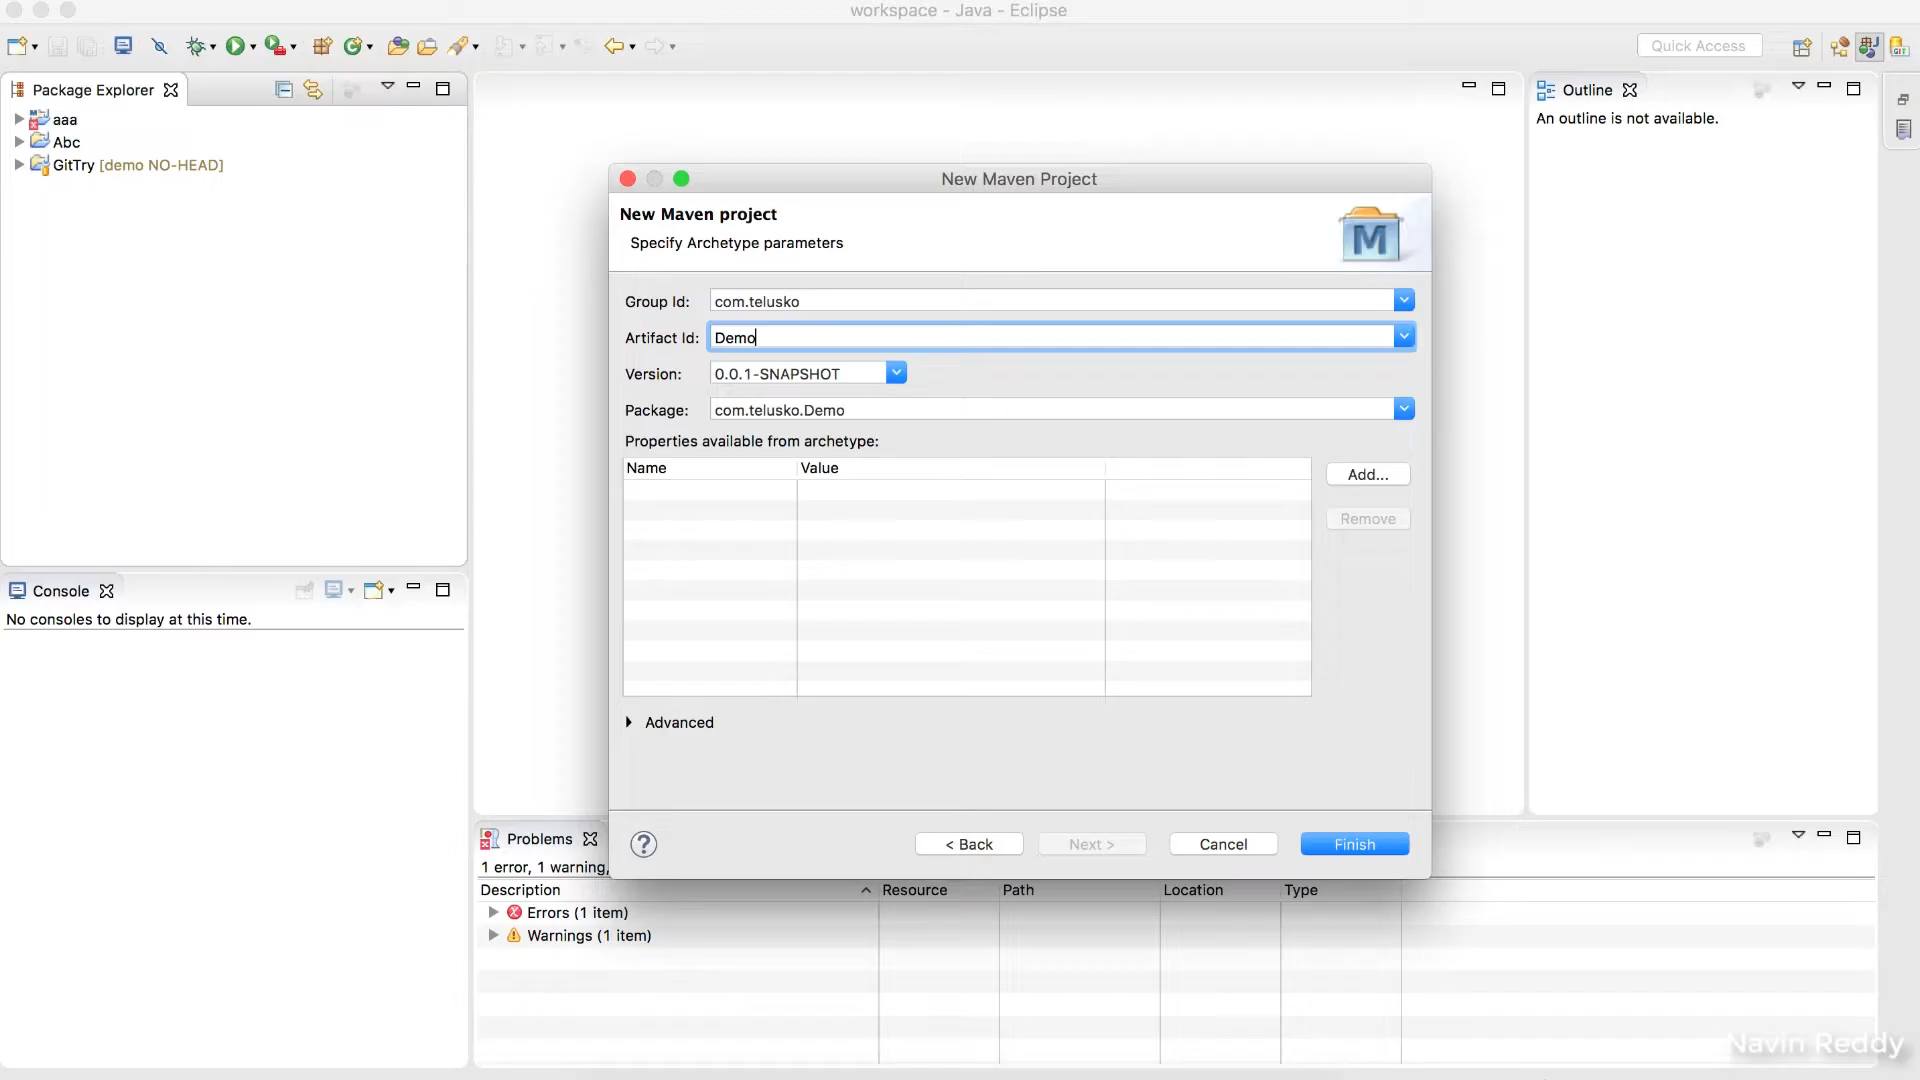 workspace - Java - Eclipse
Quick Access
Package Explorer
aaa
Abc
GitTry [demo NO-HEAD]
Outline
An outline is not available.
New Maven Project
New Maven project
Specify Archetype parameters
M
Group Id: com.telusko
Artifact Id: Demo
Version: 0.0.1-SNAPSHOT
Package: com.telusko.Demo
Properties available from archetype:
Name Value
Add...
Remove
Advanced
? < Back Next > Cancel Finish
Console
No consoles to display at this time.
Problems
1 error, 1 warning,
Description Resource Path Location Type
Errors (1 item)
Warnings (1 item)
Navin Reddy